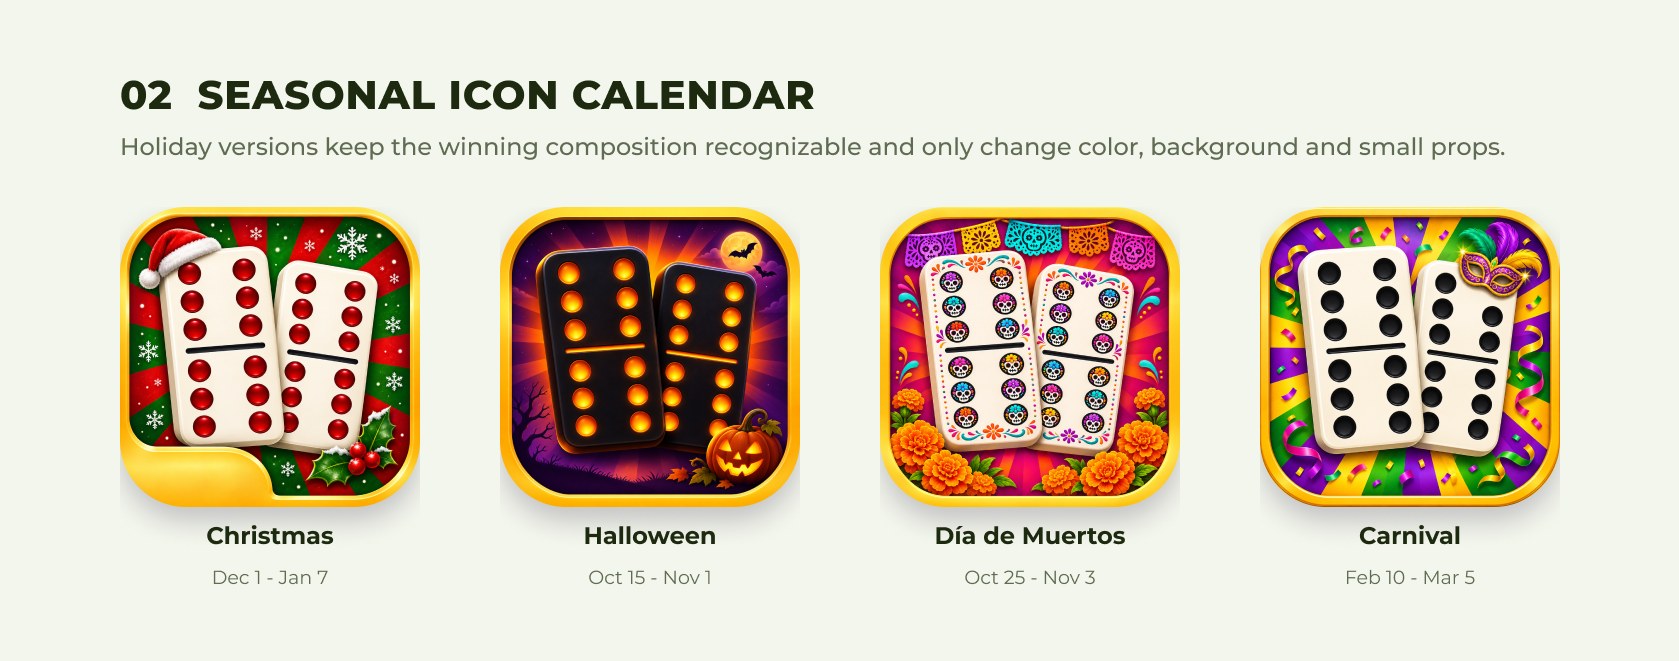 02 SEASONAL ICON CALENDAR
Holiday versions keep the winning composition recognizable and only change color, background and small props.
Christmas
Dec 1 - Jan 7
Halloween
Oct 15 - Nov 1
Día de Muertos
Oct 25 - Nov 3
Carnival
Feb 10 - Mar 5